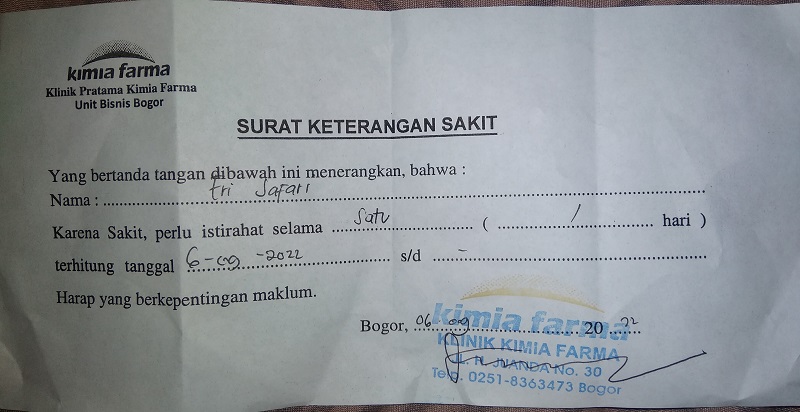 kimia farma
Klinik Pratama Kimia Farma
Unit Bisnis Bogor
SURAT KETERANGAN SAKIT
Yang bertanda tangan dibawah ini menerangkan, bahwa :
Nama : Eri Safari
Karena Sakit, perlu istirahat selama Satu ( 1 hari )
terhitung tanggal 6-09-2022 s/d -
Harap yang berkepentingan maklum.
Bogor, 06 09 2022
kimia farma
KLINIK KIMIA FARMA
JL. Ir. JUANDA No. 30
Telp. 0251-8363473 Bogor